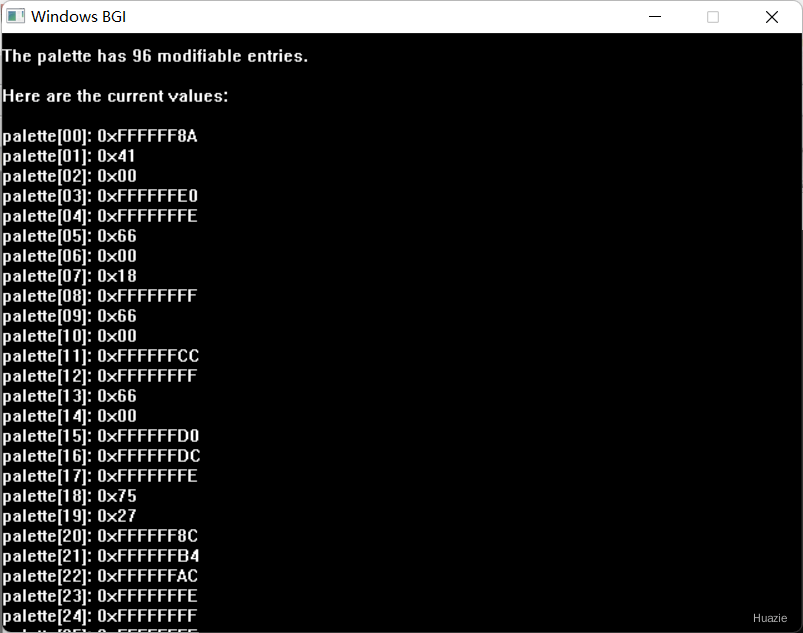 Windows BGI
The palette has 96 modifiable entries.
Here are the current values:
palette[00]: 0xFFFFFF8A
palette[01]: 0x41
palette[02]: 0x00
palette[03]: 0xFFFFFFE0
palette[04]: 0xFFFFFFFE
palette[05]: 0x66
palette[06]: 0x00
palette[07]: 0x18
palette[08]: 0xFFFFFFFF
palette[09]: 0x66
palette[10]: 0x00
palette[11]: 0xFFFFFFCC
palette[12]: 0xFFFFFFFF
palette[13]: 0x66
palette[14]: 0x00
palette[15]: 0xFFFFFFD0
palette[16]: 0xFFFFFFDC
palette[17]: 0xFFFFFFFE
palette[18]: 0x75
palette[19]: 0x27
palette[20]: 0xFFFFFF8C
palette[21]: 0xFFFFFFB4
palette[22]: 0xFFFFFFAC
palette[23]: 0xFFFFFFFE
palette[24]: 0xFFFFFFFF
Huazie